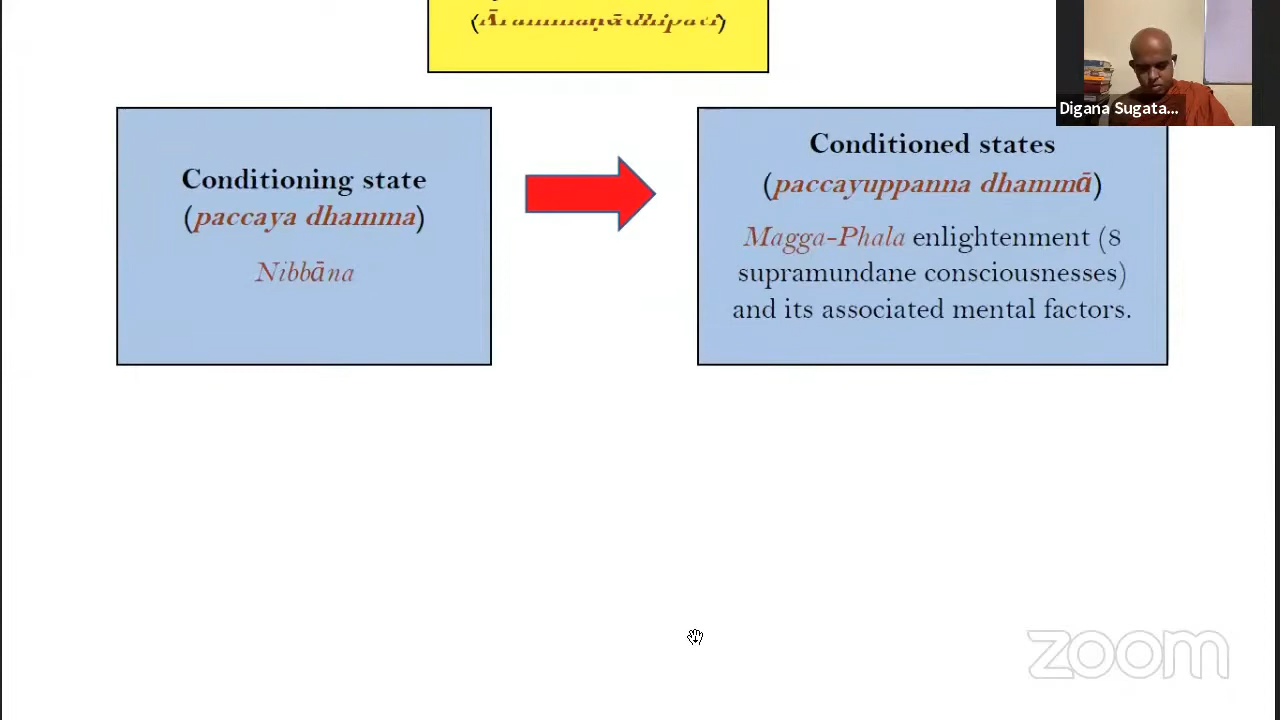 (Ārammaṇādhipati)
Digana Sugata...
Conditioning state
(paccaya dhamma)
Nibbāna
Conditioned states
(paccayuppanna dhammā)
Magga-Phala enlightenment (8
supramundane consciousnesses)
and its associated mental factors.
zoom